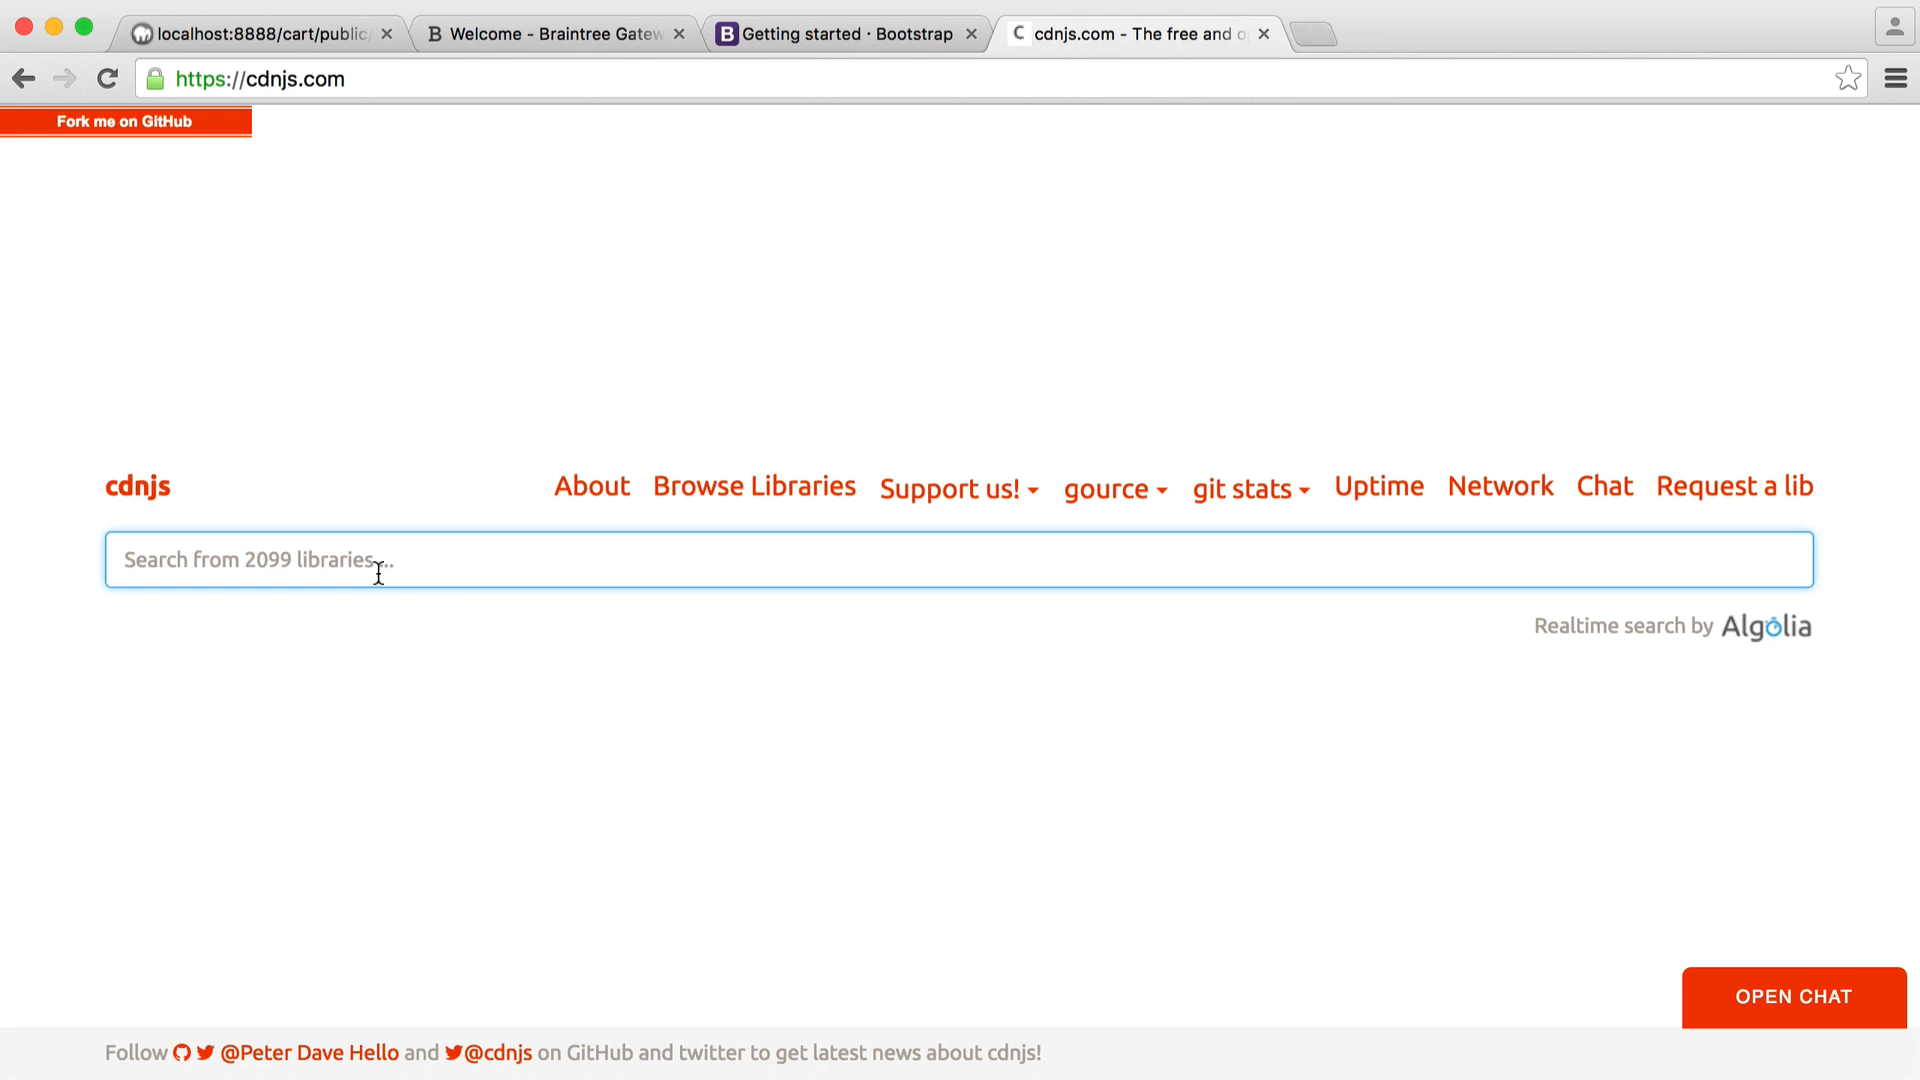 localhost:8888/cart/public/
Welcome - Braintree Gatew
Getting started · Bootstrap
cdnjs.com - The free and o
https://cdnjs.com
Fork me on GitHub
cdnjs About Browse Libraries Support us! gource git stats Uptime Network Chat Request a lib
Search from 2099 libraries...
Realtime search by Algolia
OPEN CHAT
Follow @Peter Dave Hello and @cdnjs on GitHub and twitter to get latest news about cdnjs!